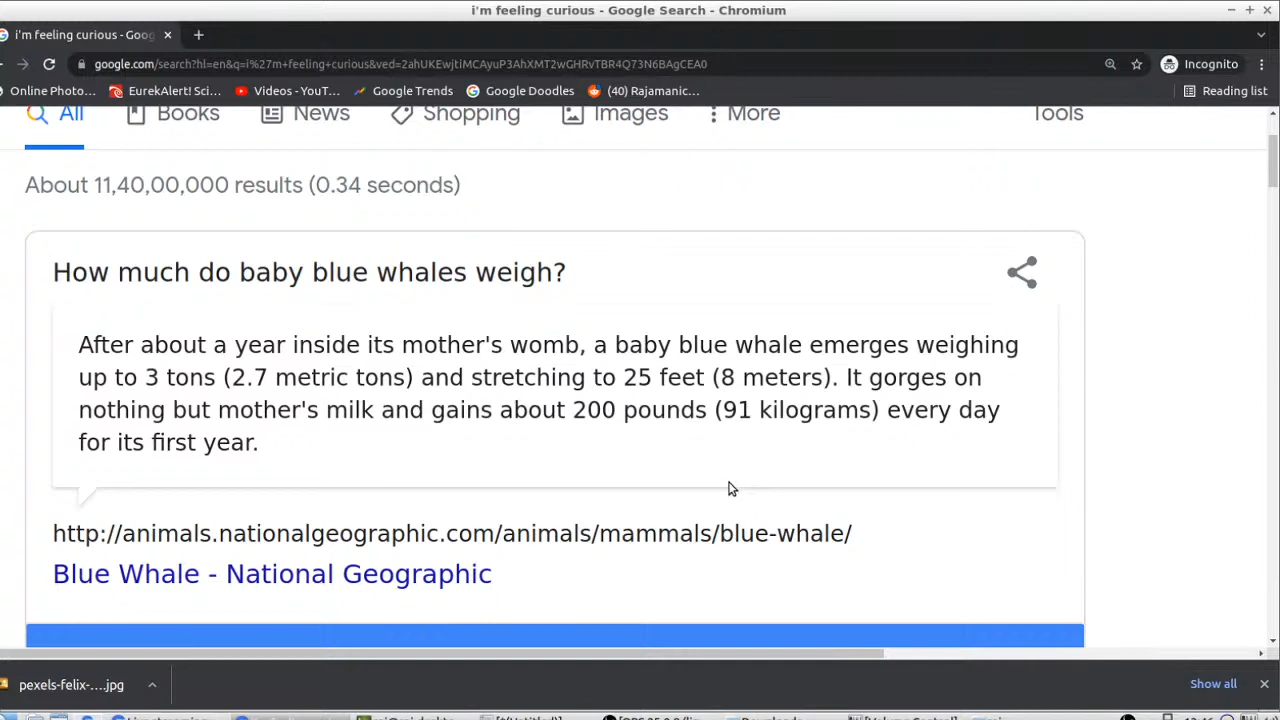 i'm feeling curious - Google Search - Chromium
i'm feeling curious - Goog
google.com/search?hl=en&q=i%27m+feeling+curious&ved=2ahUKEwjtiMCAyuP3AhXMT2wGHRvTBR4Q73N6BAgCEA0
Incognito
Online Photo… EurekAlert! Sci… Videos - YouT… Google Trends Google Doodles (40) Rajamanic… Reading list
All Books News Shopping Images More Tools
About 11,40,00,000 results (0.34 seconds)
How much do baby blue whales weigh?
After about a year inside its mother's womb, a baby blue whale emerges weighing
up to 3 tons (2.7 metric tons) and stretching to 25 feet (8 meters). It gorges on
nothing but mother's milk and gains about 200 pounds (91 kilograms) every day
for its first year.
http://animals.nationalgeographic.com/animals/mammals/blue-whale/
Blue Whale - National Geographic
pexels-felix-....jpg
Show all